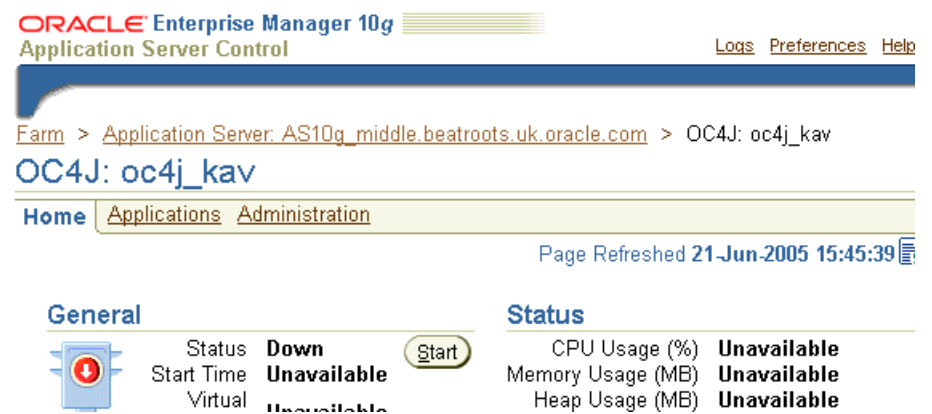 ORACLE Enterprise Manager 10g
Application Server Control
Logs Preferences Help
Farm > Application Server: AS10g_middle.beatroots.uk.oracle.com > OC4J: oc4j_kav
OC4J: oc4j_kav
Home Applications Administration
Page Refreshed 21-Jun-2005 15:45:39
General
Status Down Start
Start Time Unavailable
Virtual
Unavailable
Status
CPU Usage (%) Unavailable
Memory Usage (MB) Unavailable
Heap Usage (MB) Unavailable